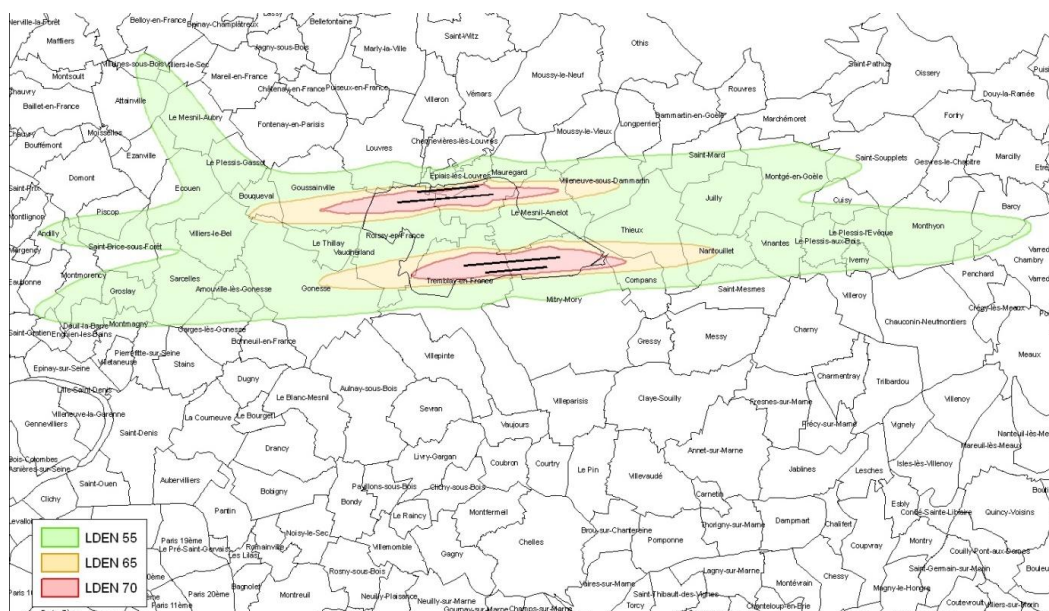 Belloy-en-France
Bellefontaine
Maffliers
Saint-Witz
Jagny-sous-Bois
Marly-la-Ville
Othis
Villiers-le-Sec
Mareil-en-France
Montsoult
Saint-Pathus
Oissery
Moussy-le-Neuf
Châtenay-en-France
Puiseux-en-France
Baillet-en-France
Attainville
Villeron
Vémars
Rouvres
Douy-la-Ramée
Dammartin-en-Goële
Marchémoret
Forfry
Le Mesnil-Aubry
Fontenay-en-Parisis
Longperrier
Moisselles
Moussy-le-Vieux
Chennevières-lès-Louvres
Bouffémont
Louvres
Ezanville
Saint-Mard
Saint-Soupplets
Marcilly
Le Plessis-Gassot
Gesvres-le-Chapitre
Domont
Mauregard
Epiais-lès-Louvres
Montgé-en-Goële
Villeneuve-sous-Dammartin
Ecouen
Goussainville
Bouqueval
Juilly
Cuisy
Barcy
Piscop
Le Mesnil-Amelot
Monthyon
Andilly
Villiers-le-Bel
Roissy-en-France
Thieux
Le Plessis-l'Evêque
Saint-Brice-sous-Forêt
Le Thillay
Vinantes
Le Plessis-aux-Bois
Vaudherland
Nantouillet
Iverny
Montmorency
Penchard
Sarcelles
Tremblay-en-France
Compans
Groslay
Arnouville-lès-Gonesse
Gonesse
Saint-Mesmes
Villeroy
Mitry-Mory
Crégy-lès-Meaux
Montmagny
Chauconin-Neufmontiers
Deuil-la-Barre
Enghien-les-Bains
Garges-lès-Gonesse
Charny
Bonneuil-en-France
Gressy
Messy
Pierrefitte-sur-Seine
Villepinte
Meaux
Villetaneuse
Stains
Epinay-sur-Seine
Dugny
Charmentray
Trilbardou
Aulnay-sous-Bois
Le Blanc-Mesnil
Villeparisis
Claye-Souilly
Villenoy
Sevran
Fresnes-sur-Marne
Villeneuve-la-Garenne
La Courneuve
Le Bourget
Précy-sur-Marne
Gennevilliers
Vaujours
Vignely
Saint-Denis
Drancy
Mareuil-lès-Meaux
Annet-sur-Marne
Livry-Gargan
Coubron
Courtry
Bois-Colombes
Isles-lès-Villenoy
Le Pin
Jablines
Lesches
Asnières-sur-Seine
Villevaudé
Aubervilliers
Saint-Ouen
Pavillons-sous-Bois
Clichy-sous-Bois
Bobigny
Clichy
Bondy
Carnetin
Esbly
Pantin
Le Raincy
Montfermeil
Condé-Sainte-Libiaire
Quincy-Voisins
Dampmart
Chalifert
Thorigny-sur-Marne
Brou-sur-Chantereine
Noisy-le-Sec
LDEN 55
Paris 19ème
Chelles
Pomponne
Montry
Coupvray
Le Pré-Saint-Gervais
Romainville
Villemomble
Les Lilas
Gagny
Couilly-Pont-aux-Dames
LDEN 65
Rosny-sous-Bois
Vaires-sur-Marne
Lagny-sur-Marne
Saint-Germain-sur-Morin
Chessy
Montévrain
Bagnolet
Magny-le-Hongre
LDEN 70
Paris 20ème
Neuilly-Plaisance
Neuilly-sur-Marne
Saint-Thibault-des-Vignes
Paris 11ème
Montreuil
Gournay-sur-Marne
Champs-sur-Marne
Torcy
Chanteloup-en-Brie
Coutevroult